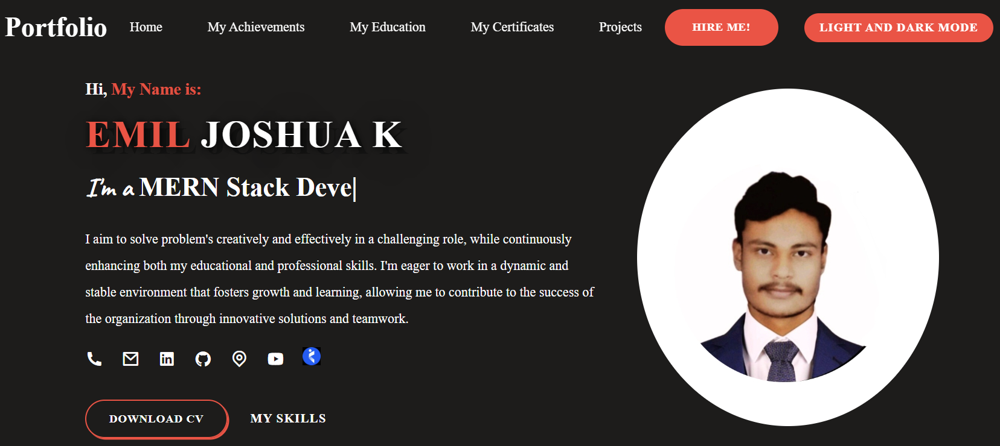 Portfolio
Home
My Achievements
My Education
My Certificates
Projects
HIRE ME!
LIGHT AND DARK MODE
Hi, My Name is:
EMIL JOSHUA K
I'm a MERN Stack Deve|
I aim to solve problem's creatively and effectively in a challenging role, while continuously
enhancing both my educational and professional skills. I'm eager to work in a dynamic and
stable environment that fosters growth and learning, allowing me to contribute to the success of
the organization through innovative solutions and teamwork.
DOWNLOAD CV
MY SKILLS